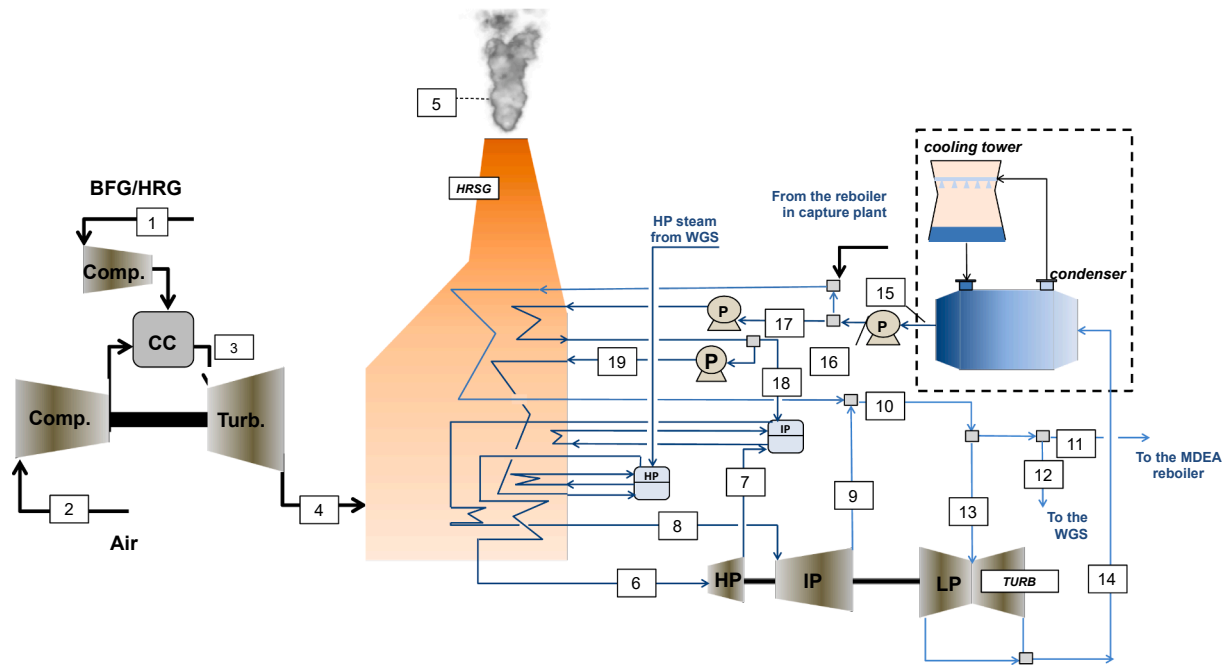 5
cooling tower
BFG/HRG
HRSG
From the reboiler
in capture plant
1
HP steam
from WGS
Comp.
condenser
15
P
17
P
CC
3
16
19
P
18
Comp.
Turb.
10
IP
11
To the MDEA
reboiler
HP
7
12
9
2
4
8
13
To the
WGS
Air
6
HP
IP
LP
TURB
14